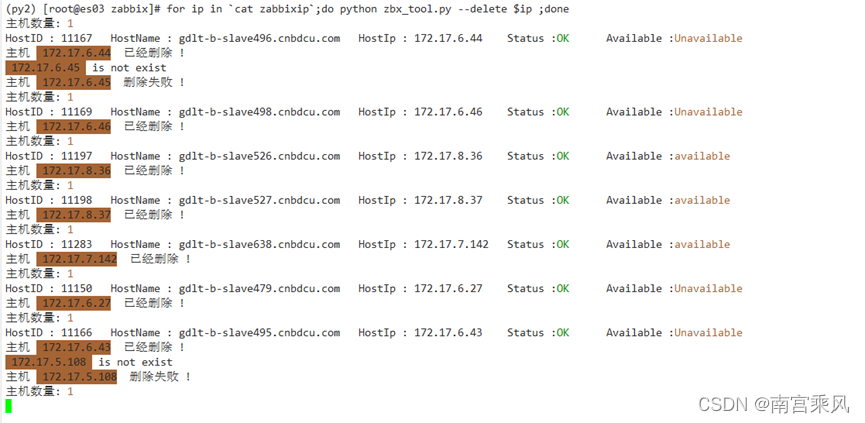 (py2) [root@es03 zabbix]# for ip in `cat zabbixip`;do python zbx_tool.py --delete $ip ;done
主机数量: 1
HostID : 11167 HostName : gdlt-b-slave496.cnbdcu.com HostIp : 172.17.6.44 Status :OK Available :Unavailable
主机 172.17.6.44 已经删除 !
172.17.6.45 is not exist
主机 172.17.6.45 删除失败 !
主机数量: 1
HostID : 11169 HostName : gdlt-b-slave498.cnbdcu.com HostIp : 172.17.6.46 Status :OK Available :Unavailable
主机 172.17.6.46 已经删除 !
主机数量: 1
HostID : 11197 HostName : gdlt-b-slave526.cnbdcu.com HostIp : 172.17.8.36 Status :OK Available :available
主机 172.17.8.36 已经删除 !
主机数量: 1
HostID : 11198 HostName : gdlt-b-slave527.cnbdcu.com HostIp : 172.17.8.37 Status :OK Available :available
主机 172.17.8.37 已经删除 !
主机数量: 1
HostID : 11283 HostName : gdlt-b-slave638.cnbdcu.com HostIp : 172.17.7.142 Status :OK Available :available
主机 172.17.7.142 已经删除 !
主机数量: 1
HostID : 11150 HostName : gdlt-b-slave479.cnbdcu.com HostIp : 172.17.6.27 Status :OK Available :Unavailable
主机 172.17.6.27 已经删除 !
主机数量: 1
HostID : 11166 HostName : gdlt-b-slave495.cnbdcu.com HostIp : 172.17.6.43 Status :OK Available :Unavailable
主机 172.17.6.43 已经删除 !
172.17.5.108 is not exist
主机 172.17.5.108 删除失败 !
主机数量: 1
CSDN @南宫乘风